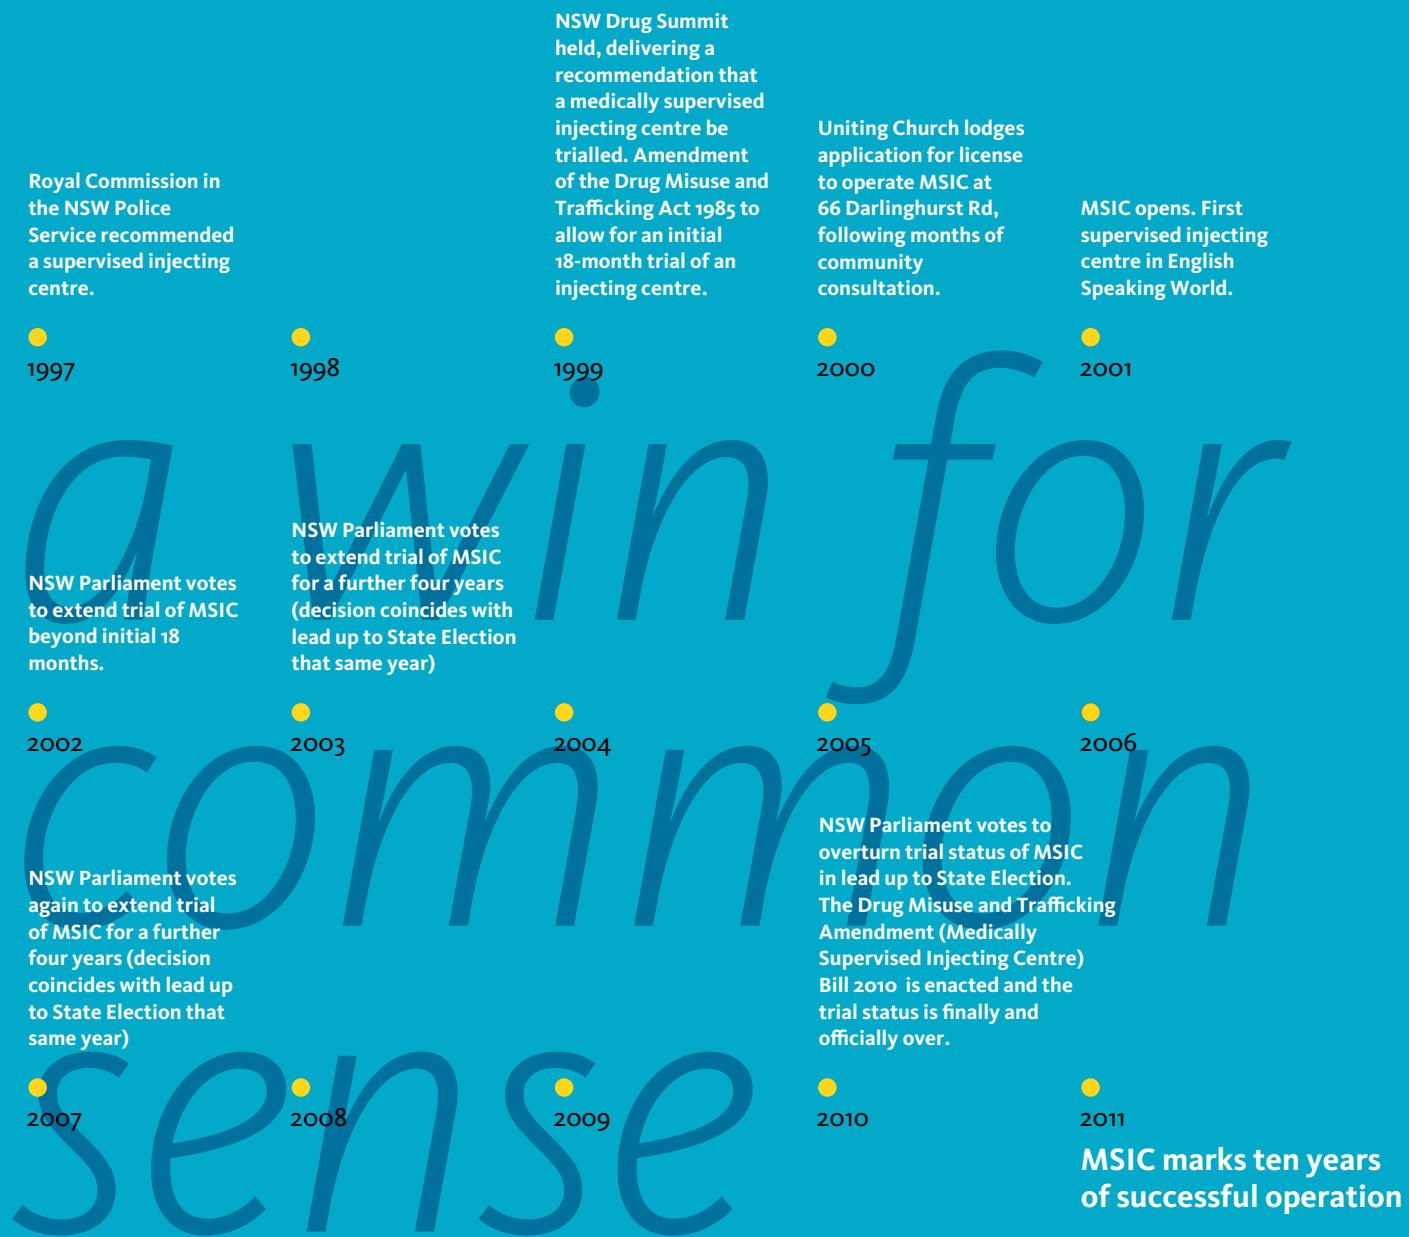 Royal Commission in
the NSW Police
Service recommended
a supervised injecting
centre.
1997
1998
NSW Drug Summit
held, delivering a
recommendation that
a medically supervised
injecting centre be
trialled. Amendment
of the Drug Misuse and
Trafficking Act 1985 to
allow for an initial
18-month trial of an
injecting centre.
1999
Uniting Church lodges
application for license
to operate MSIC at
66 Darlinghurst Rd,
following months of
community
consultation.
2000
MSIC opens. First
supervised injecting
centre in English
Speaking World.
2001
a win for
NSW Parliament votes
to extend trial of MSIC
beyond initial 18
months.
2002
NSW Parliament votes
to extend trial of MSIC
for a further four years
(decision coincides with
lead up to State Election
that same year)
2003
2004
2005
2006
common
NSW Parliament votes
again to extend trial
of MSIC for a further
four years (decision
coincides with lead up
to State Election that
same year)
2007
2008
2009
NSW Parliament votes to
overturn trial status of MSIC
in lead up to State Election.
The Drug Misuse and Trafficking
Amendment (Medically
Supervised Injecting Centre)
Bill 2010 is enacted and the
trial status is finally and
officially over.
2010
2011
MSIC marks ten years
of successful operation
sense